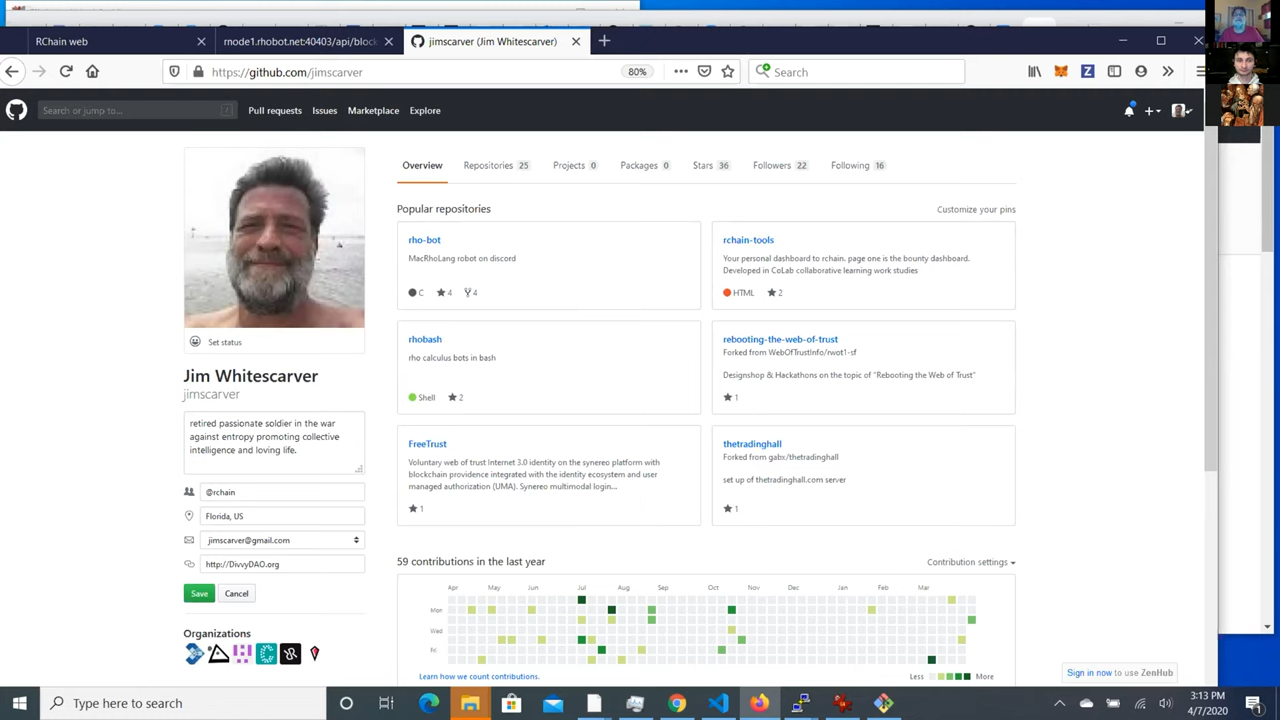 RChain web
rnode1.rhobot.net:40403/api/block
jimscarver (Jim Whitescarver)
https://github.com/jimscarver
80%
Search
Search or jump to...
Pull requests
Issues
Marketplace
Explore
Overview
Repositories 25
Projects 0
Packages 0
Stars 36
Followers 22
Following 16
Popular repositories
Customize your pins
rho-bot
MacRhoLang robot on discord
C 4 4
rchain-tools
Your personal dashboard to rchain. page one is the bounty dashboard.
Developed in CoLab collaborative learning work studies
HTML 2
rhobash
rho calculus bots in bash
Shell 2
rebooting-the-web-of-trust
Forked from WebOfTrustInfo/rwot1-sf
Designshop & Hackathons on the topic of "Rebooting the Web of Trust"
1
FreeTrust
Voluntary web of trust Internet 3.0 identity on the synereo platform with
blockchain providence integrated with the identity ecosystem and user
managed authorization (UMA). Synereo multimodal login...
1
thetradinghall
Forked from gabx/thetradinghall
set up of thetradinghall.com server
1
Set status
Jim Whitescarver
jimscarver
retired passionate soldier in the war
against entropy promoting collective
intelligence and loving life.
@rchain
Florida, US
jimscarver@gmail.com
http://DivvyDAO.org
Save
Cancel
Organizations
59 contributions in the last year
Contribution settings
Apr May Jun Jul Aug Sep Oct Nov Dec Jan Feb Mar
Mon
Wed
Fri
Learn how we count contributions.
Less More
Sign in now to use ZenHub
Type here to search
3:13 PM
4/7/2020